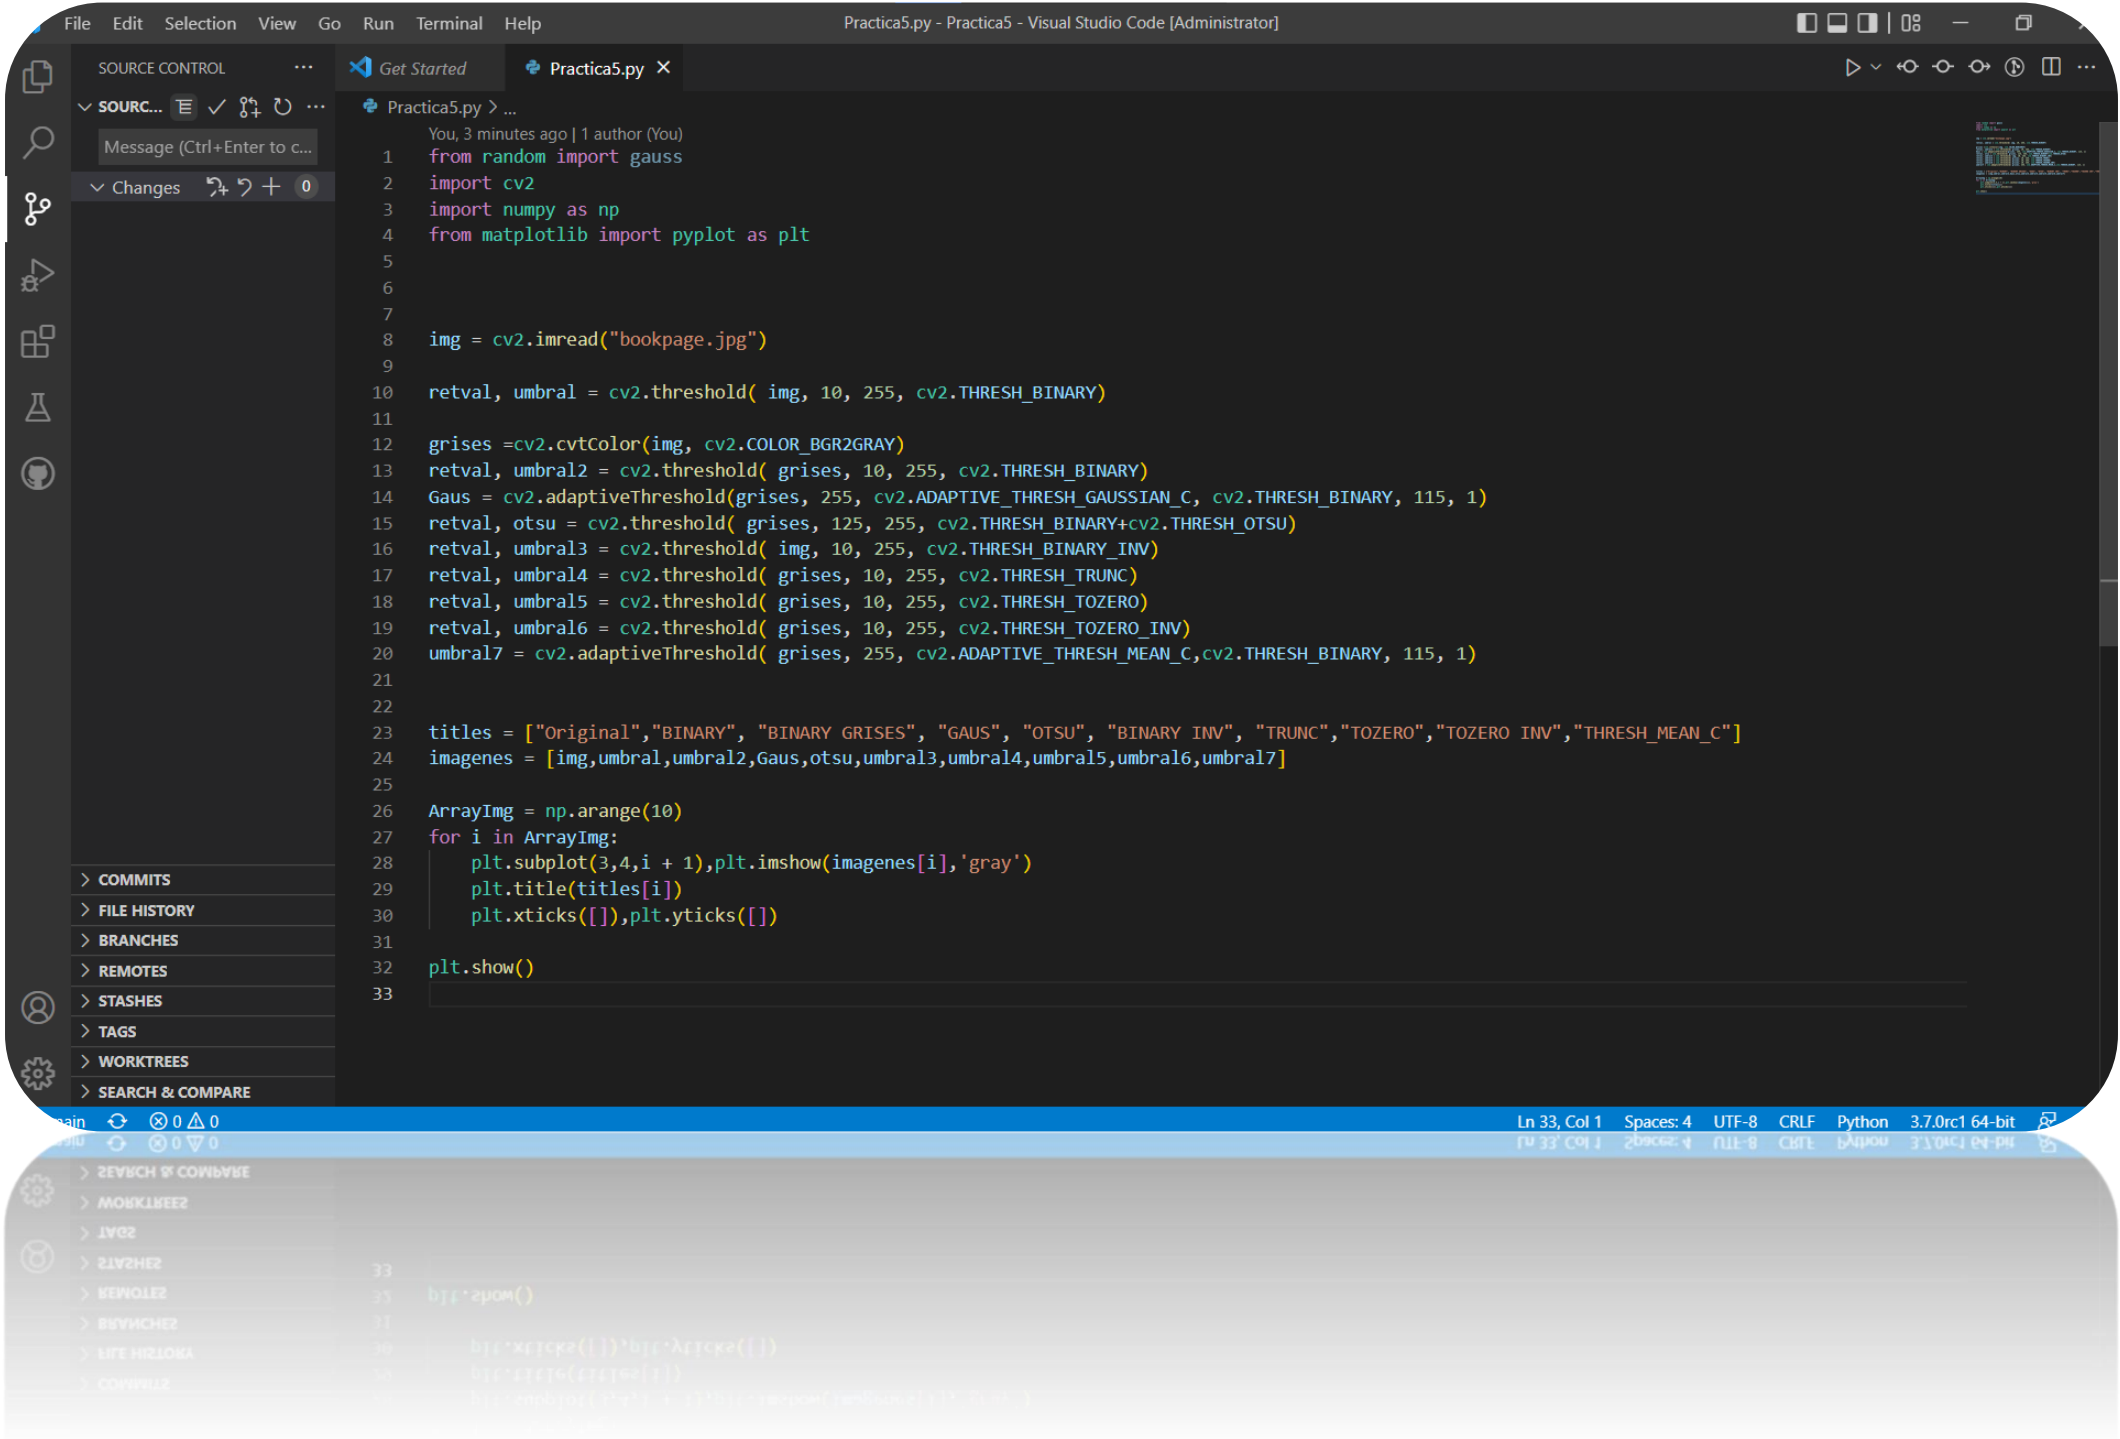 File Edit Selection View Go Run Terminal Help
Practica5.py - Practica5 - Visual Studio Code [Administrator]
SOURCE CONTROL
Get Started
Practica5.py
SOURC...
Practica5.py > ...
Message (Ctrl+Enter to c...
Changes 0
You, 3 minutes ago | 1 author (You)
1 from random import gauss
2 import cv2
3 import numpy as np
4 from matplotlib import pyplot as plt
5
6
7
8 img = cv2.imread("bookpage.jpg")
9
10 retval, umbral = cv2.threshold( img, 10, 255, cv2.THRESH_BINARY)
11
12 grises =cv2.cvtColor(img, cv2.COLOR_BGR2GRAY)
13 retval, umbral2 = cv2.threshold( grises, 10, 255, cv2.THRESH_BINARY)
14 Gaus = cv2.adaptiveThreshold(grises, 255, cv2.ADAPTIVE_THRESH_GAUSSIAN_C, cv2.THRESH_BINARY, 115, 1)
15 retval, otsu = cv2.threshold( grises, 125, 255, cv2.THRESH_BINARY+cv2.THRESH_OTSU)
16 retval, umbral3 = cv2.threshold( img, 10, 255, cv2.THRESH_BINARY_INV)
17 retval, umbral4 = cv2.threshold( grises, 10, 255, cv2.THRESH_TRUNC)
18 retval, umbral5 = cv2.threshold( grises, 10, 255, cv2.THRESH_TOZERO)
19 retval, umbral6 = cv2.threshold( grises, 10, 255, cv2.THRESH_TOZERO_INV)
20 umbral7 = cv2.adaptiveThreshold( grises, 255, cv2.ADAPTIVE_THRESH_MEAN_C,cv2.THRESH_BINARY, 115, 1)
21
22
23 titles = ["Original","BINARY", "BINARY GRISES", "GAUS", "OTSU", "BINARY INV", "TRUNC","TOZERO","TOZERO INV","THRESH_MEAN_C"]
24 imagenes = [img,umbral,umbral2,Gaus,otsu,umbral3,umbral4,umbral5,umbral6,umbral7]
25
26 ArrayImg = np.arange(10)
27 for i in ArrayImg:
28 plt.subplot(3,4,i + 1),plt.imshow(imagenes[i],'gray')
29 plt.title(titles[i])
30 plt.xticks([]),plt.yticks([])
31
32 plt.show()
33
COMMITS
FILE HISTORY
BRANCHES
REMOTES
STASHES
TAGS
WORKTREES
SEARCH & COMPARE
0 0
Ln 33, Col 1 Spaces: 4 UTF-8 CRLF Python 3.7.0rc1 64-bit